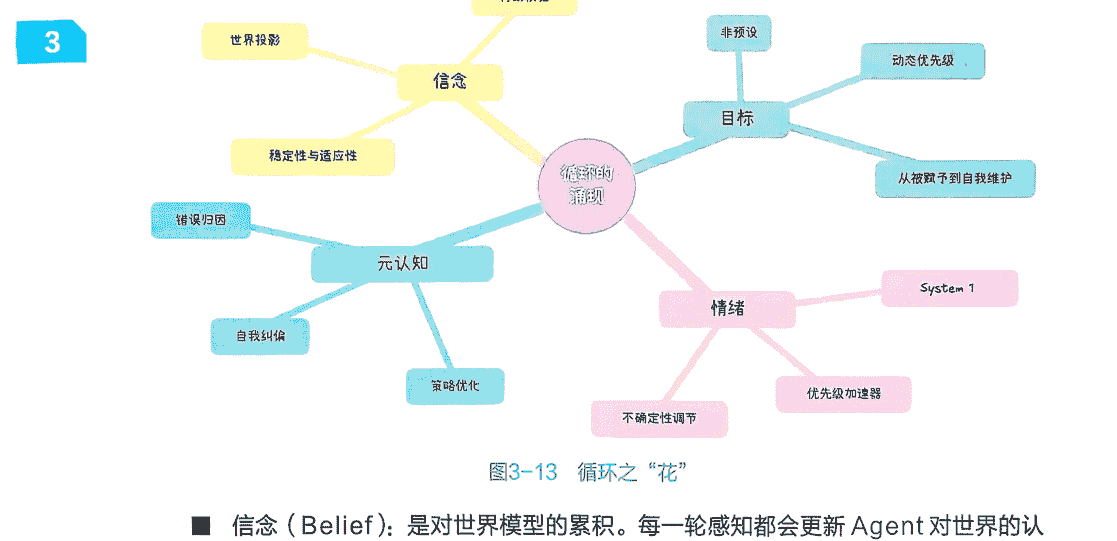 3
世界投影
信念
稳定性与适应性
非预设
动态优先级
目标
从被赋予到自我维护
循环的
涌现
错误归因
元认知
自我纠偏
策略优化
System 1
情绪
优先级加速器
不确定性调节
图3-13 循环之“花”
■ 信念（Belief）：是对世界模型的累积。每一轮感知都会更新 Agent 对世界的认